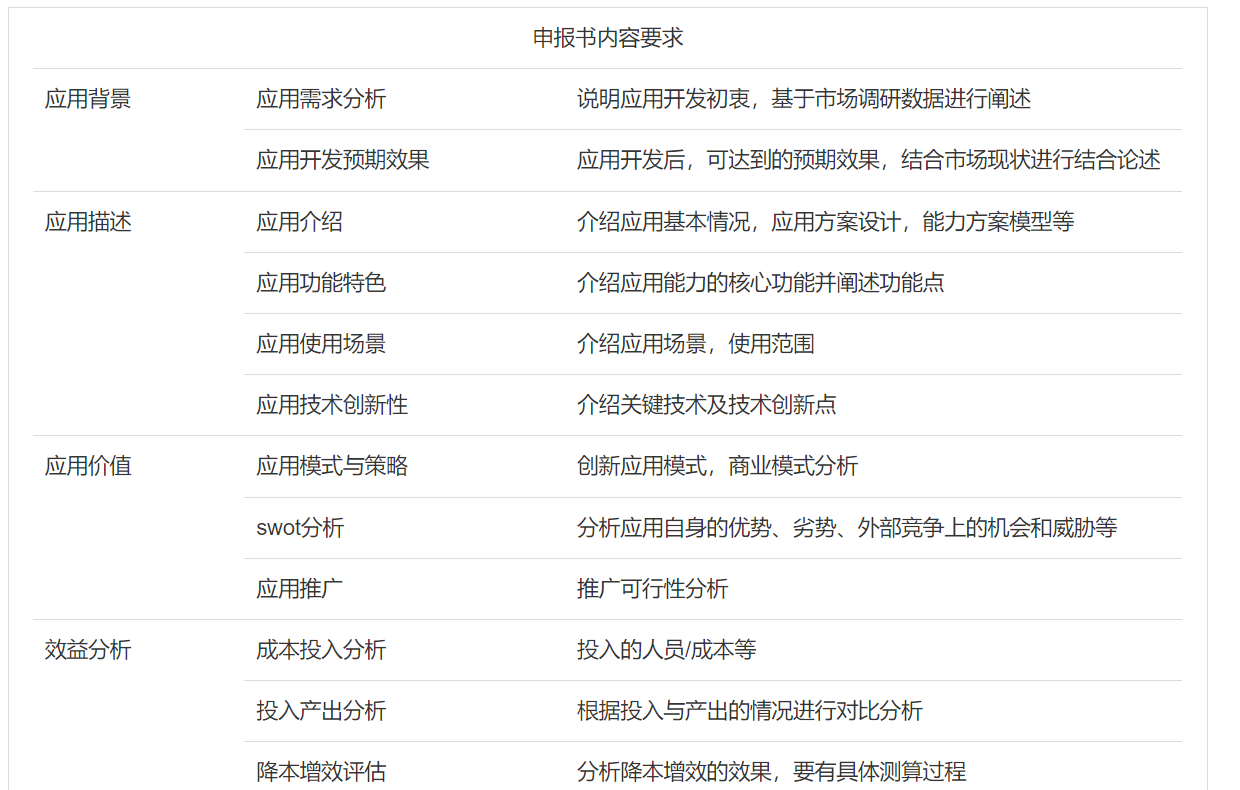 申报书内容要求
应用背景 应用需求分析 说明应用开发初衷，基于市场调研数据进行阐述
应用开发预期效果 应用开发后，可达到的预期效果，结合市场现状进行结合论述
应用描述 应用介绍 介绍应用基本情况，应用方案设计，能力方案模型等
应用功能特色 介绍应用能力的核心功能并阐述功能点
应用使用场景 介绍应用场景，使用范围
应用技术创新性 介绍关键技术及技术创新点
应用价值 应用模式与策略 创新应用模式，商业模式分析
swot分析 分析应用自身的优势、劣势、外部竞争上的机会和威胁等
应用推广 推广可行性分析
效益分析 成本投入分析 投入的人员/成本等
投入产出分析 根据投入与产出的情况进行对比分析
降本增效评估 分析降本增效的效果，要有具体测算过程